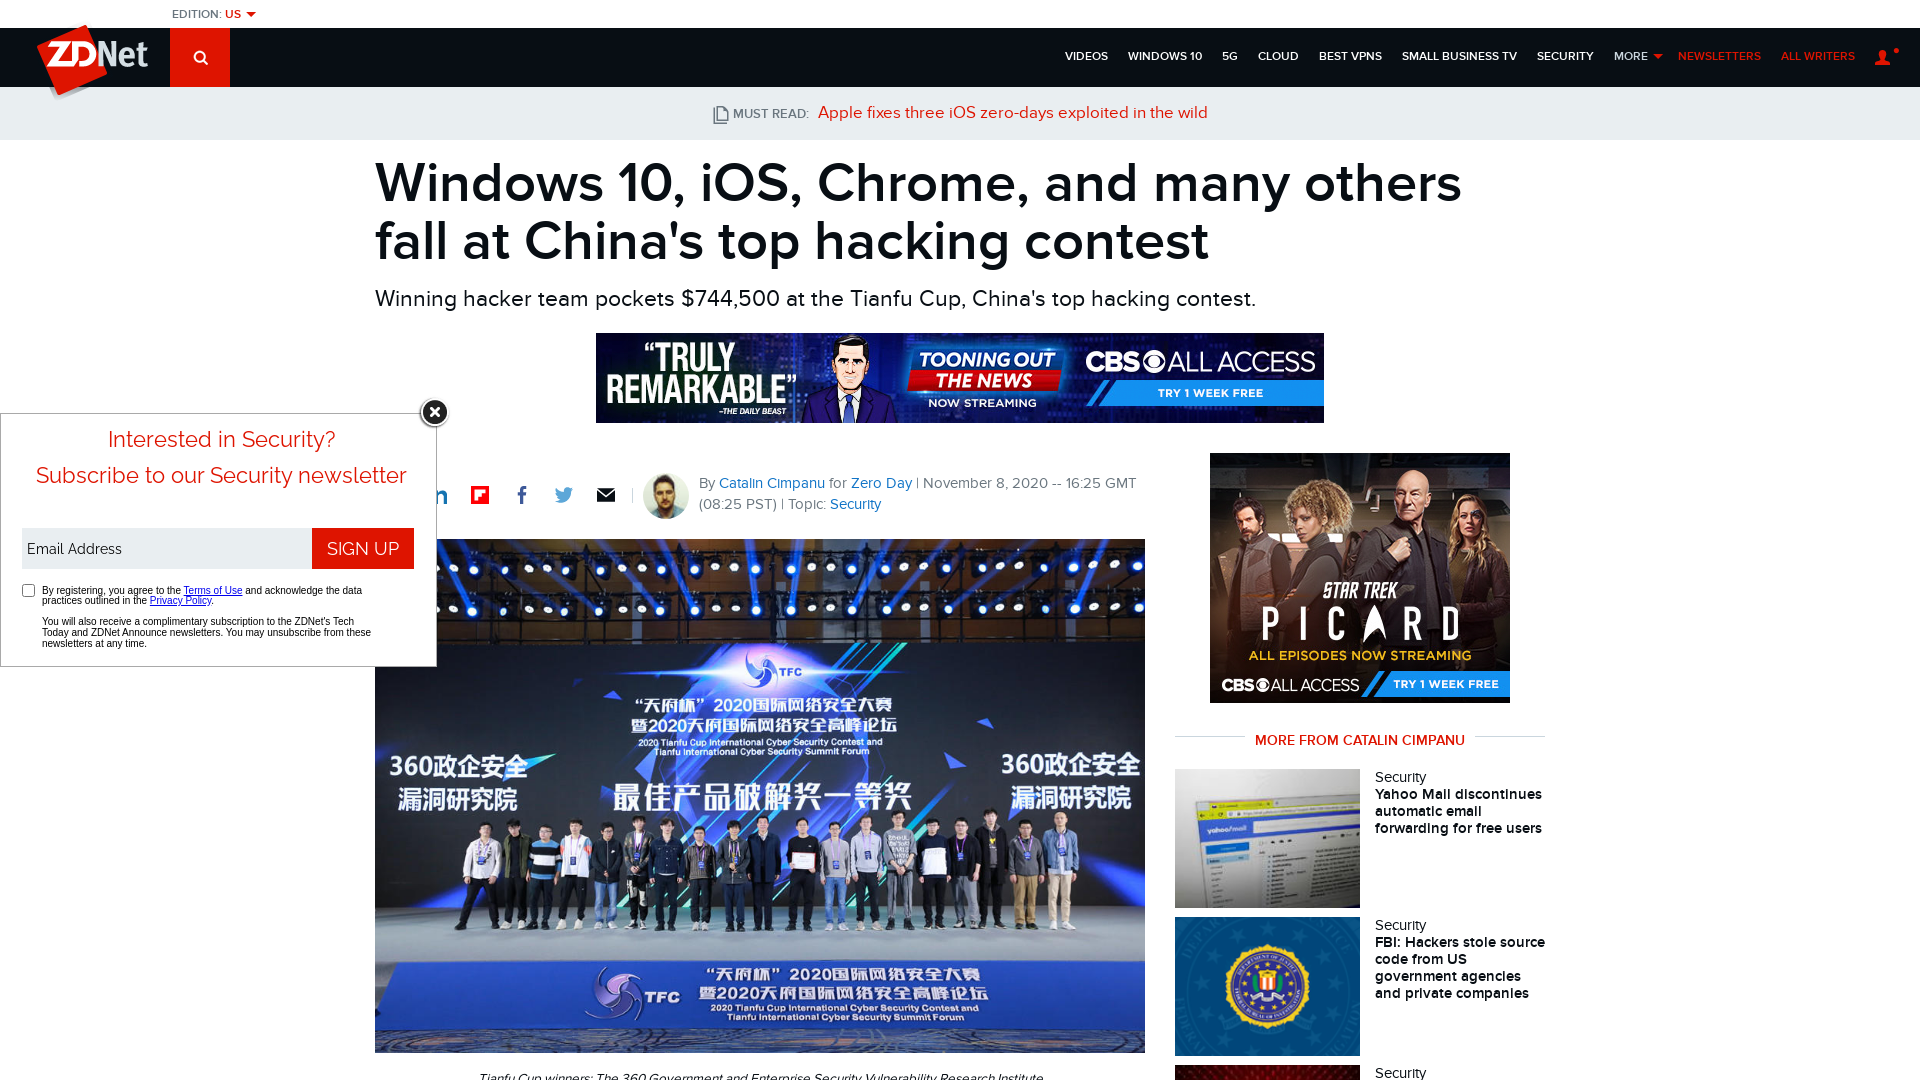 EDITION: US
ZDNet
VIDEOS WINDOWS 10 5G CLOUD BEST VPNS SMALL BUSINESS TV SECURITY MORE NEWSLETTERS ALL WRITERS
MUST READ: Apple fixes three iOS zero-days exploited in the wild
Windows 10, iOS, Chrome, and many others
fall at China's top hacking contest
Winning hacker team pockets $744,500 at the Tianfu Cup, China's top hacking contest.
“TRULY
REMARKABLE”
–THE DAILY BEAST
TOONING OUT
THE NEWS
NOW STREAMING
CBS ALL ACCESS
TRY 1 WEEK FREE
Interested in Security?
Subscribe to our Security newsletter
Email Address
SIGN UP
By registering, you agree to the Terms of Use and acknowledge the data
practices outlined in the Privacy Policy.
You will also receive a complimentary subscription to the ZDNet's Tech
Today and ZDNet Announce newsletters. You may unsubscribe from these
newsletters at any time.
By Catalin Cimpanu for Zero Day | November 8, 2020 -- 16:25 GMT
(08:25 PST) | Topic: Security
TFC
“天府杯”2020国际网络安全大赛
暨2020天府国际网络安全高峰论坛
2020 Tianfu Cup International Cyber Security Contest and
Tianfu International Cyber Security Summit Forum
360政企安全
漏洞研究院
最佳产品破解奖一等奖
360政企安全
漏洞研究院
TFC
“天府杯”2020国际网络安全大赛
暨2020天府国际网络安全高峰论坛
2020 Tianfu Cup International Cyber Security Contest and
Tianfu International Cyber Security Summit Forum
Tianfu Cup winners: The 360 Government and Enterprise Security Vulnerability Research Institute
STAR TREK
PICARD
ALL EPISODES NOW STREAMING
CBS ALL ACCESS
TRY 1 WEEK FREE
MORE FROM CATALIN CIMPANU
yahoo!mail
Security
Yahoo Mail discontinues
automatic email
forwarding for free users
Security
FBI: Hackers stole source
code from US
government agencies
and private companies
Security